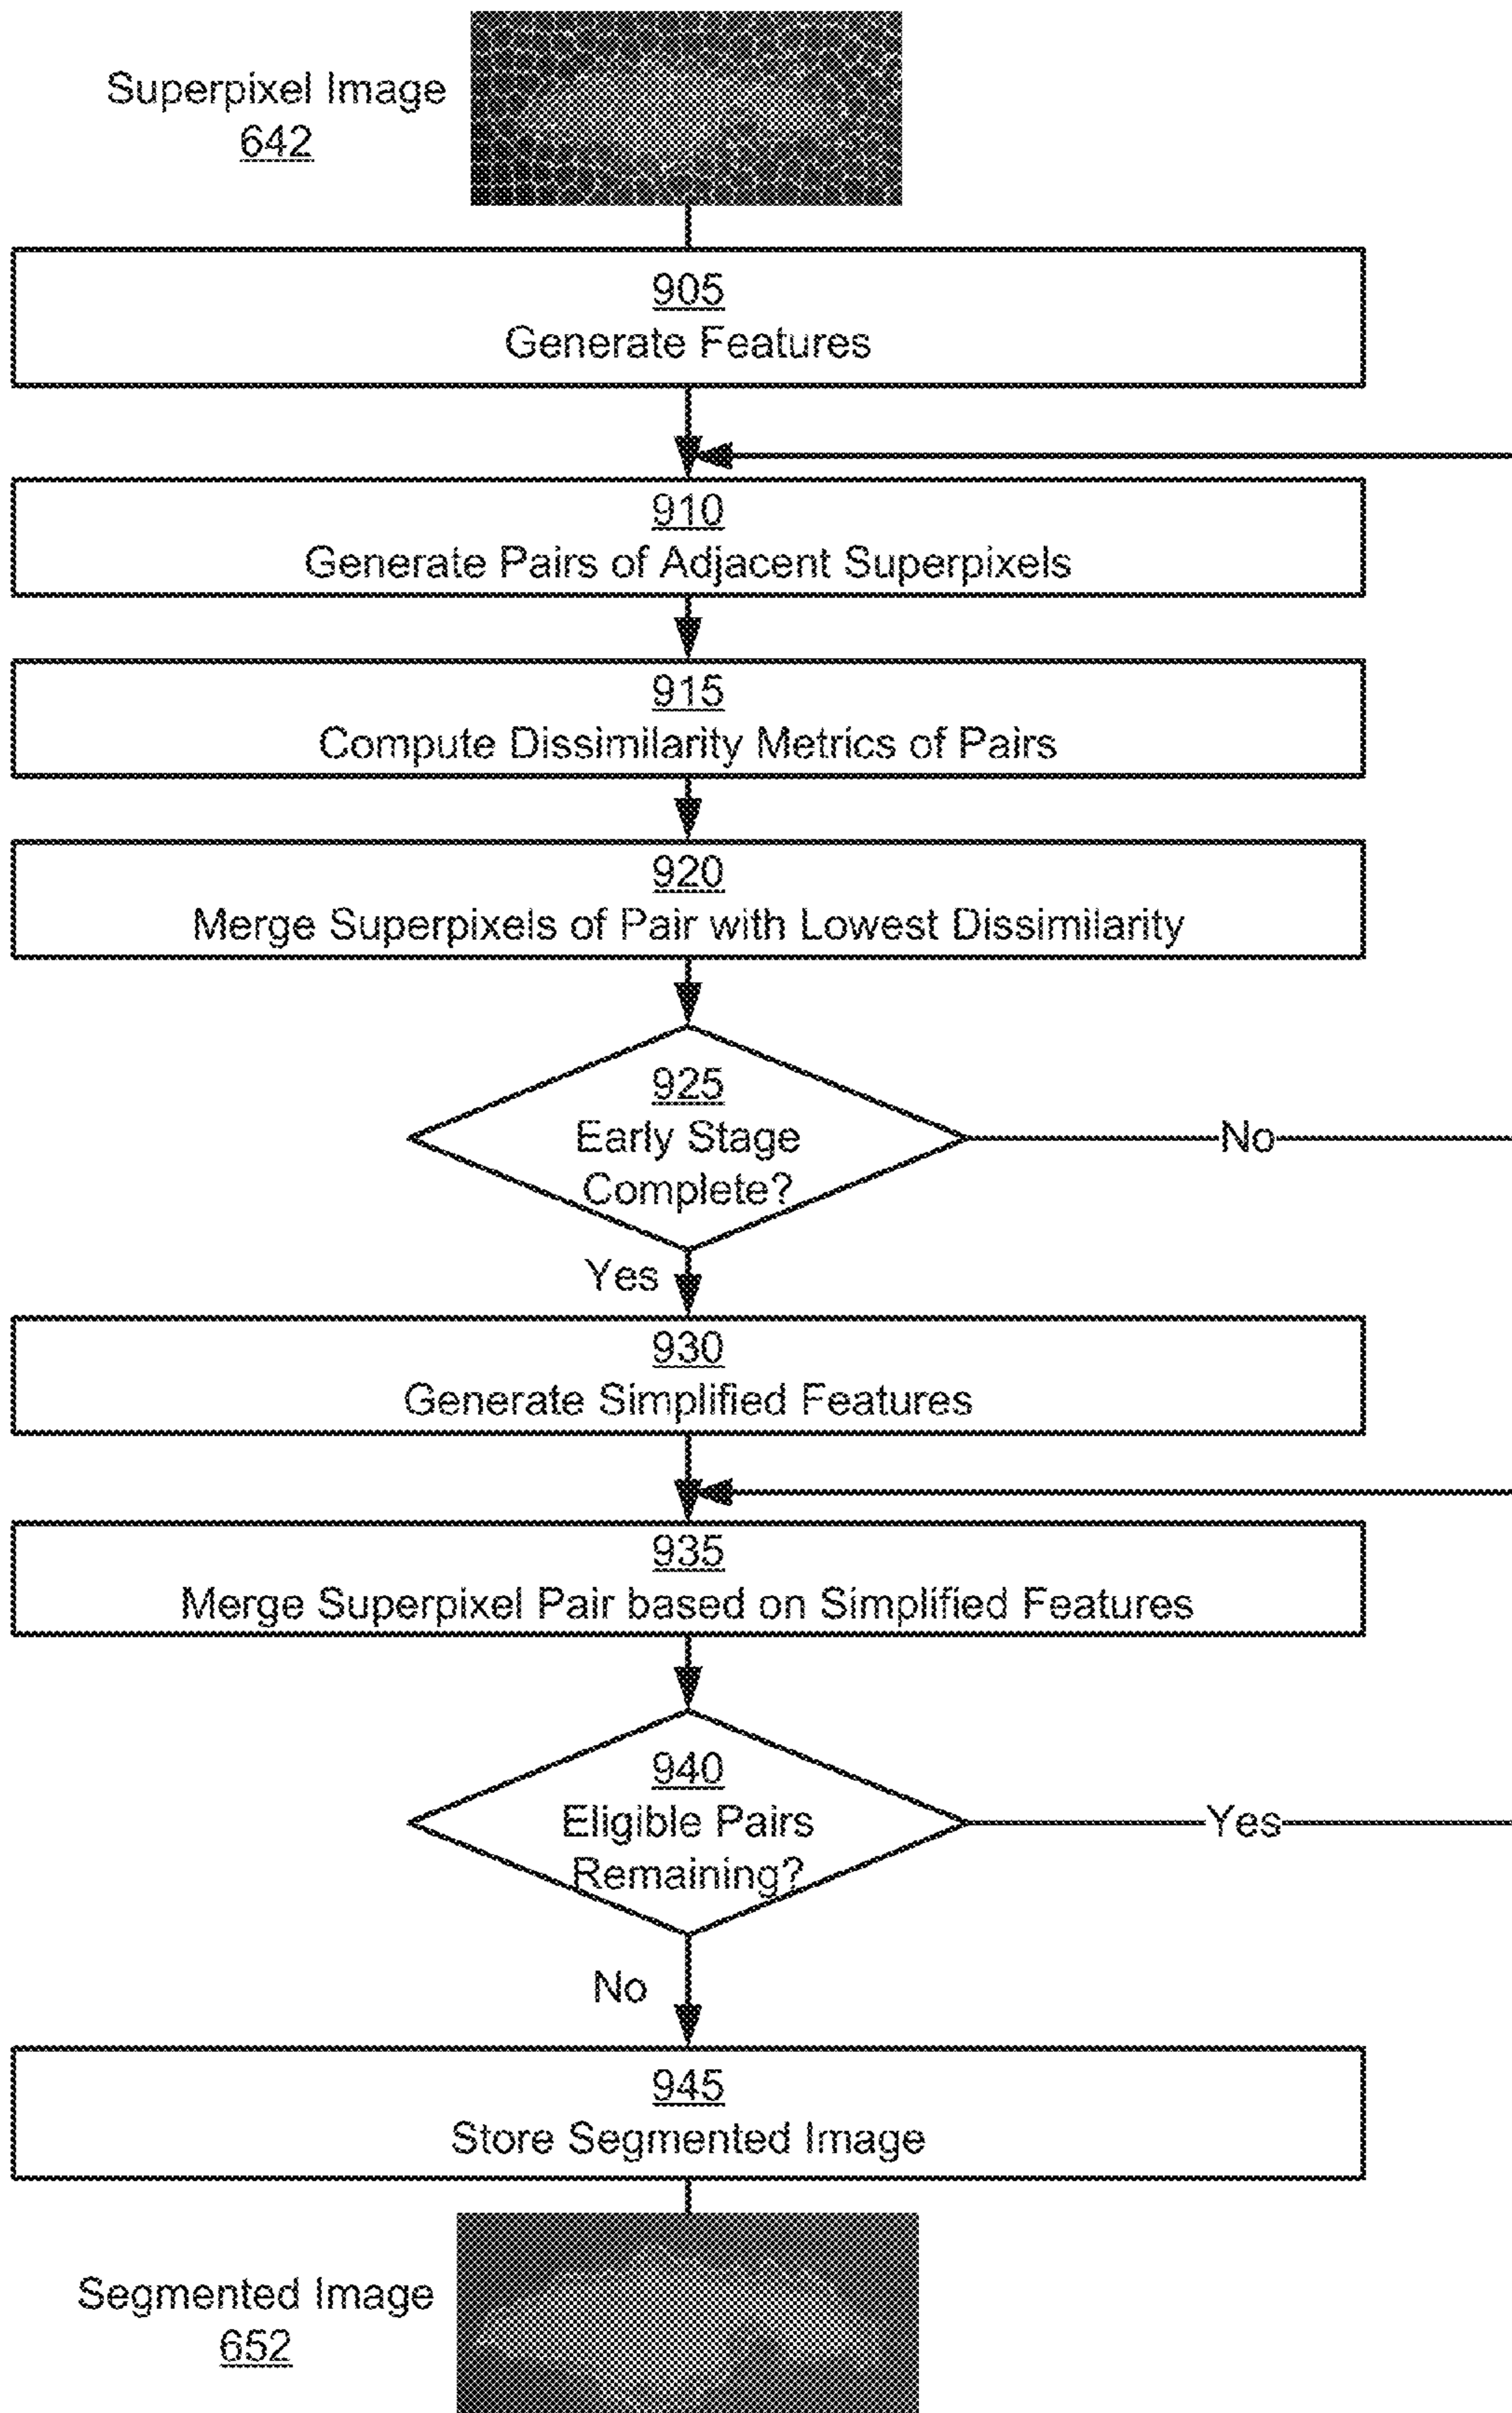 Superpixel Image
642
905
Generate Features
910
Generate Pairs of Adjacent Superpixels
915
Compute Dissimilarity Metrics of Pairs
920
Merge Superpixels of Pair with Lowest Dissimilarity
925
Early Stage
Complete?
No
Yes
930
Generate Simplified Features
935
Merge Superpixel Pair based on Simplified Features
940
Eligible Pairs
Remaining?
Yes
No
945
Store Segmented Image
Segmented Image
652